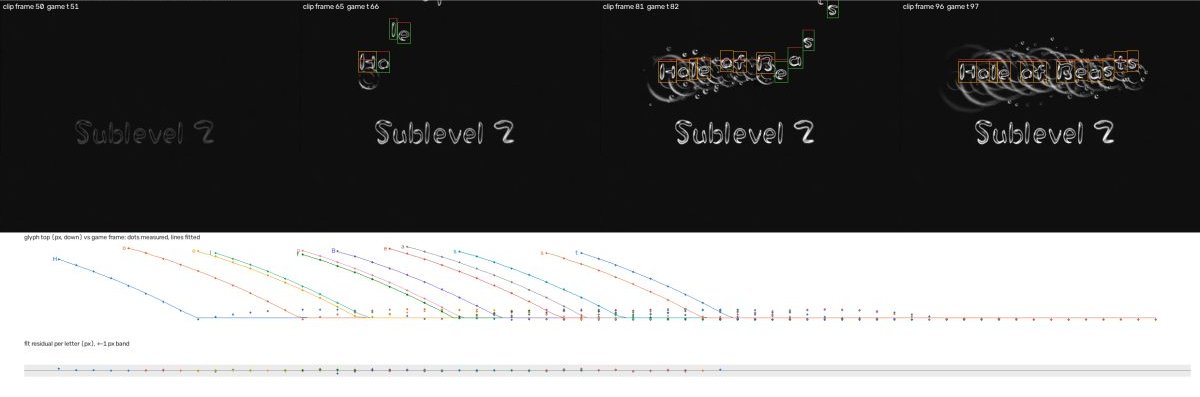 clip frame 50 game t 51
clip frame 65 game t 66
clip frame 81 game t 82
clip frame 96 game t 97
le
Ho
Sublevel 2
Sublevel 2
s
s
Hole of Bea
e
Sublevel 2
Hole of Beasts
Sublevel 2
glyph top (px, down) vs game frame: dots measured, lines fitted
fit residual per letter (px), +-1 px band